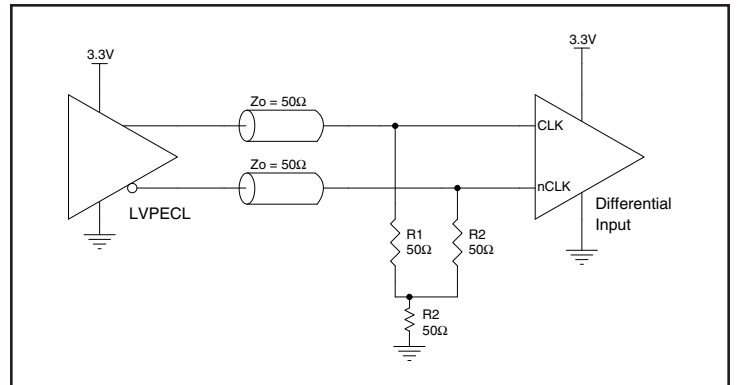 3.3V
3.3V
Zo = 50Ω
CLK
Zo = 50Ω
nCLK
LVPECL
Differential
Input
R1
50Ω
R2
50Ω
R2
50Ω